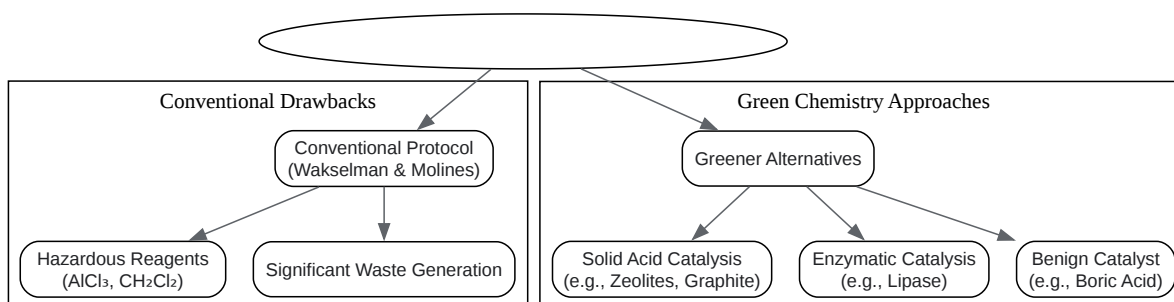 Conventional Drawbacks
Green Chemistry Approaches
Conventional Protocol
(Wakselman & Molines)
Greener Alternatives
Hazardous Reagents
(AlCl₃, CH₂Cl₂)
Significant Waste Generation
Solid Acid Catalysis
(e.g., Zeolites, Graphite)
Enzymatic Catalysis
(e.g., Lipase)
Benign Catalyst
(e.g., Boric Acid)